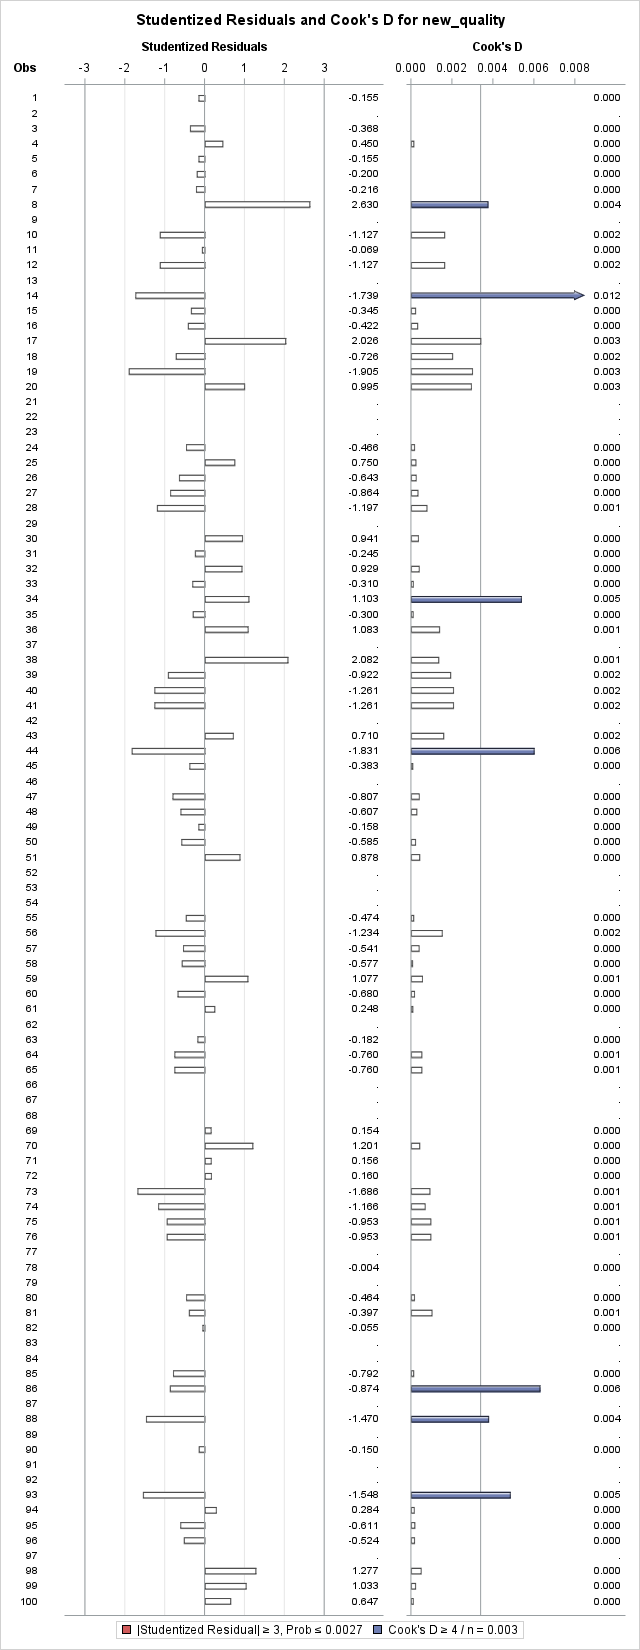 Studentized Residuals and Cook's D for new_quality
Studentized Residuals Cook's D
Obs -3 -2 -1 0 1 2 3 0.000 0.002 0.004 0.006 0.008
1 -0.155 0.000
2 . .
3 -0.368 0.000
4 0.450 0.000
5 -0.155 0.000
6 -0.200 0.000
7 -0.216 0.000
8 2.630 0.004
9 . .
10 -1.127 0.002
11 -0.069 0.000
12 -1.127 0.002
13 . .
14 -1.739 0.012
15 -0.345 0.000
16 -0.422 0.000
17 2.026 0.003
18 -0.726 0.002
19 -1.905 0.003
20 0.995 0.003
21 . .
22 . .
23 . .
24 -0.466 0.000
25 0.750 0.000
26 -0.643 0.000
27 -0.864 0.000
28 -1.197 0.001
29 . .
30 0.941 0.000
31 -0.245 0.000
32 0.929 0.000
33 -0.310 0.000
34 1.103 0.005
35 -0.300 0.000
36 1.083 0.001
37 . .
38 2.082 0.001
39 -0.922 0.002
40 -1.261 0.002
41 -1.261 0.002
42 . .
43 0.710 0.002
44 -1.831 0.006
45 -0.383 0.000
46 . .
47 -0.807 0.000
48 -0.607 0.000
49 -0.158 0.000
50 -0.585 0.000
51 0.878 0.000
52 . .
53 . .
54 . .
55 -0.474 0.000
56 -1.234 0.002
57 -0.541 0.000
58 -0.577 0.000
59 1.077 0.001
60 -0.680 0.000
61 0.248 0.000
62 . .
63 -0.182 0.000
64 -0.760 0.001
65 -0.760 0.001
66 . .
67 . .
68 . .
69 0.154 0.000
70 1.201 0.000
71 0.156 0.000
72 0.160 0.000
73 -1.686 0.001
74 -1.166 0.001
75 -0.953 0.001
76 -0.953 0.001
77 . .
78 -0.004 0.000
79 . .
80 -0.464 0.000
81 -0.397 0.001
82 -0.055 0.000
83 . .
84 . .
85 -0.792 0.000
86 -0.874 0.006
87 . .
88 -1.470 0.004
89 . .
90 -0.150 0.000
91 . .
92 . .
93 -1.548 0.005
94 0.284 0.000
95 -0.611 0.000
96 -0.524 0.000
97 . .
98 1.277 0.000
99 1.033 0.000
100 0.647 0.000
|Studentized Residual| ≥ 3, Prob ≤ 0.0027 Cook's D ≥ 4 / n = 0.003